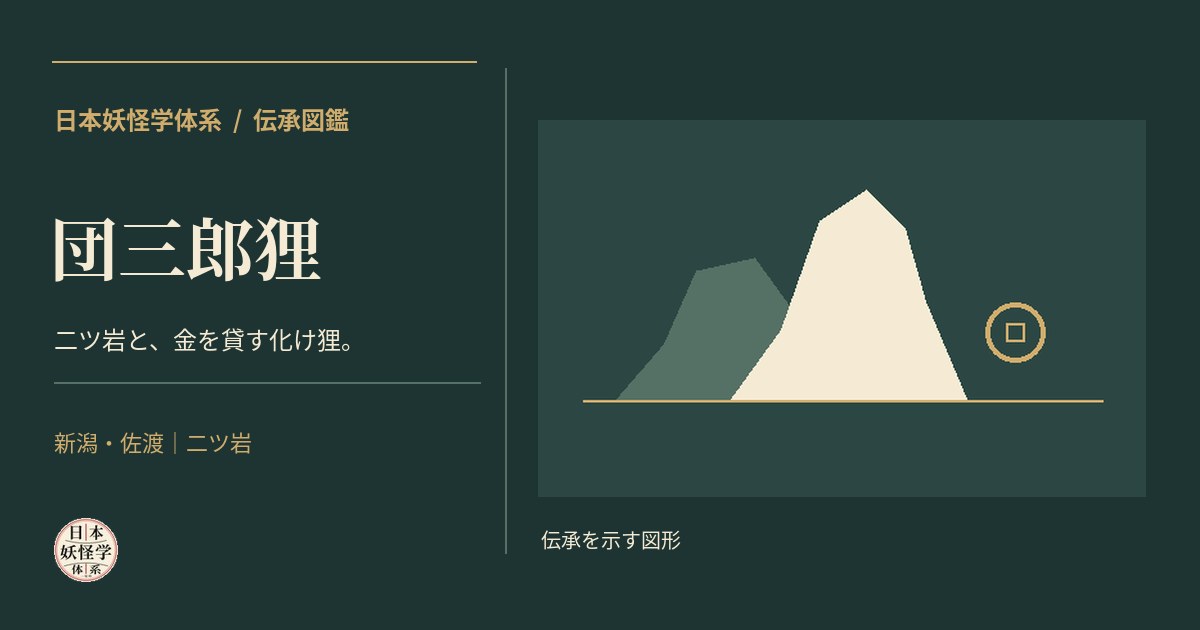 日本妖怪学体系 / 伝承図鑑
団三郎狸
二ツ岩と、金を貸す化け狸。
新潟・佐渡｜二ツ岩
日本
妖怪学
体系
伝承を示す図形